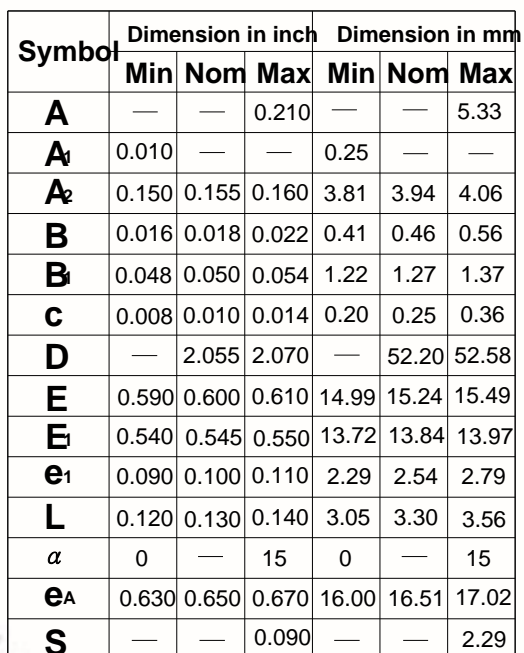 Symbol Dimension in inch Dimension in mm
Min Nom Max Min Nom Max
A — — 0.210 — — 5.33
A1 0.010 — — 0.25 — —
A2 0.150 0.155 0.160 3.81 3.94 4.06
B 0.016 0.018 0.022 0.41 0.46 0.56
B1 0.048 0.050 0.054 1.22 1.27 1.37
c 0.008 0.010 0.014 0.20 0.25 0.36
D — 2.055 2.070 — 52.20 52.58
E 0.590 0.600 0.610 14.99 15.24 15.49
E1 0.540 0.545 0.550 13.72 13.84 13.97
e1 0.090 0.100 0.110 2.29 2.54 2.79
L 0.120 0.130 0.140 3.05 3.30 3.56
α 0 — 15 0 — 15
eA 0.630 0.650 0.670 16.00 16.51 17.02
S — — 0.090 — — 2.29